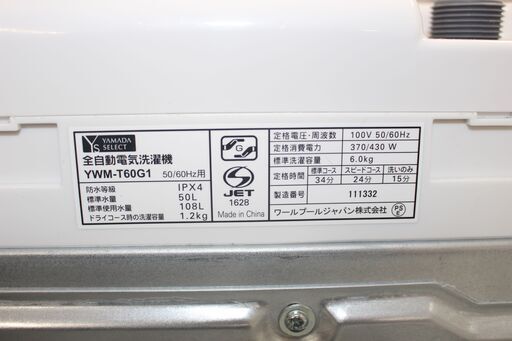 YS YAMADA SELECT
全自動電気洗濯機
YWM-T60G1 50/60Hz用
防水等級 IPX4
標準水量 50L
標準使用水量 108L
ドライコース時の洗濯容量 1.2kg
G
S
JET
1628
Made in China
定格電圧・周波数 100V 50/60Hz
定格消費電力 370/430 W
定格容量 6.0kg
定格時間 標準コース 34分 スピードコース 24分 洗いのみ 15分
製造番号 111332
ワールプールジャパン株式会社
PSE